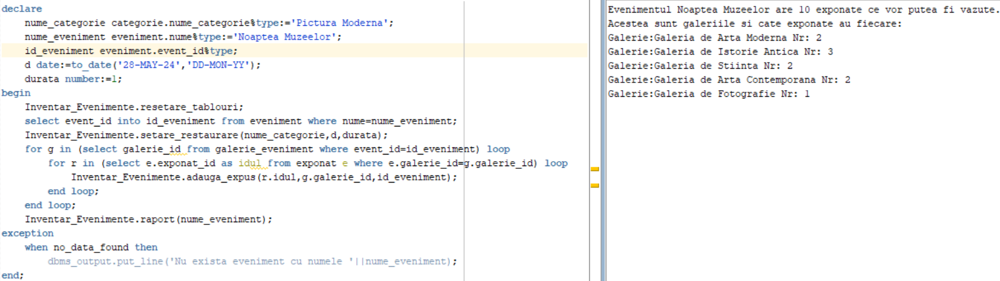 declare
    nume_categorie categorie.nume_categorie%type:='Pictura Moderna';
    nume_eveniment eveniment.nume%type:='Noaptea Muzeelor';
    id_eveniment eveniment.event_id%type;
    d date:=to_date('28-MAY-24','DD-MON-YY');
    durata number:=1;
begin
    Inventar_Evenimente.resetare_tablouri;
    select event_id into id_eveniment from eveniment where nume=nume_eveniment;
    Inventar_Evenimente.setare_restaurare(nume_categorie,d,durata);
    for g in (select galerie_id from galerie_eveniment where event_id=id_eveniment) loop
        for r in (select e.exponat_id as idul from exponat e where e.galerie_id=g.galerie_id) loop
            Inventar_Evenimente.adauga_expus(r.idul,g.galerie_id,id_eveniment);
        end loop;
    end loop;
    Inventar_Evenimente.raport(nume_eveniment);
exception
    when no_data_found then
        dbms_output.put_line('Nu exista eveniment cu numele '||nume_eveniment);
end;
Evenimentul Noaptea Muzeelor are 10 exponate ce vor putea fi vazute.
Acestea sunt galeriile si cate exponate au fiecare:
Galerie:Galeria de Arta Moderna Nr: 2
Galerie:Galeria de Istorie Antica Nr: 3
Galerie:Galeria de Stiinta Nr: 2
Galerie:Galeria de Arta Contemporana Nr: 2
Galerie:Galeria de Fotografie Nr: 1